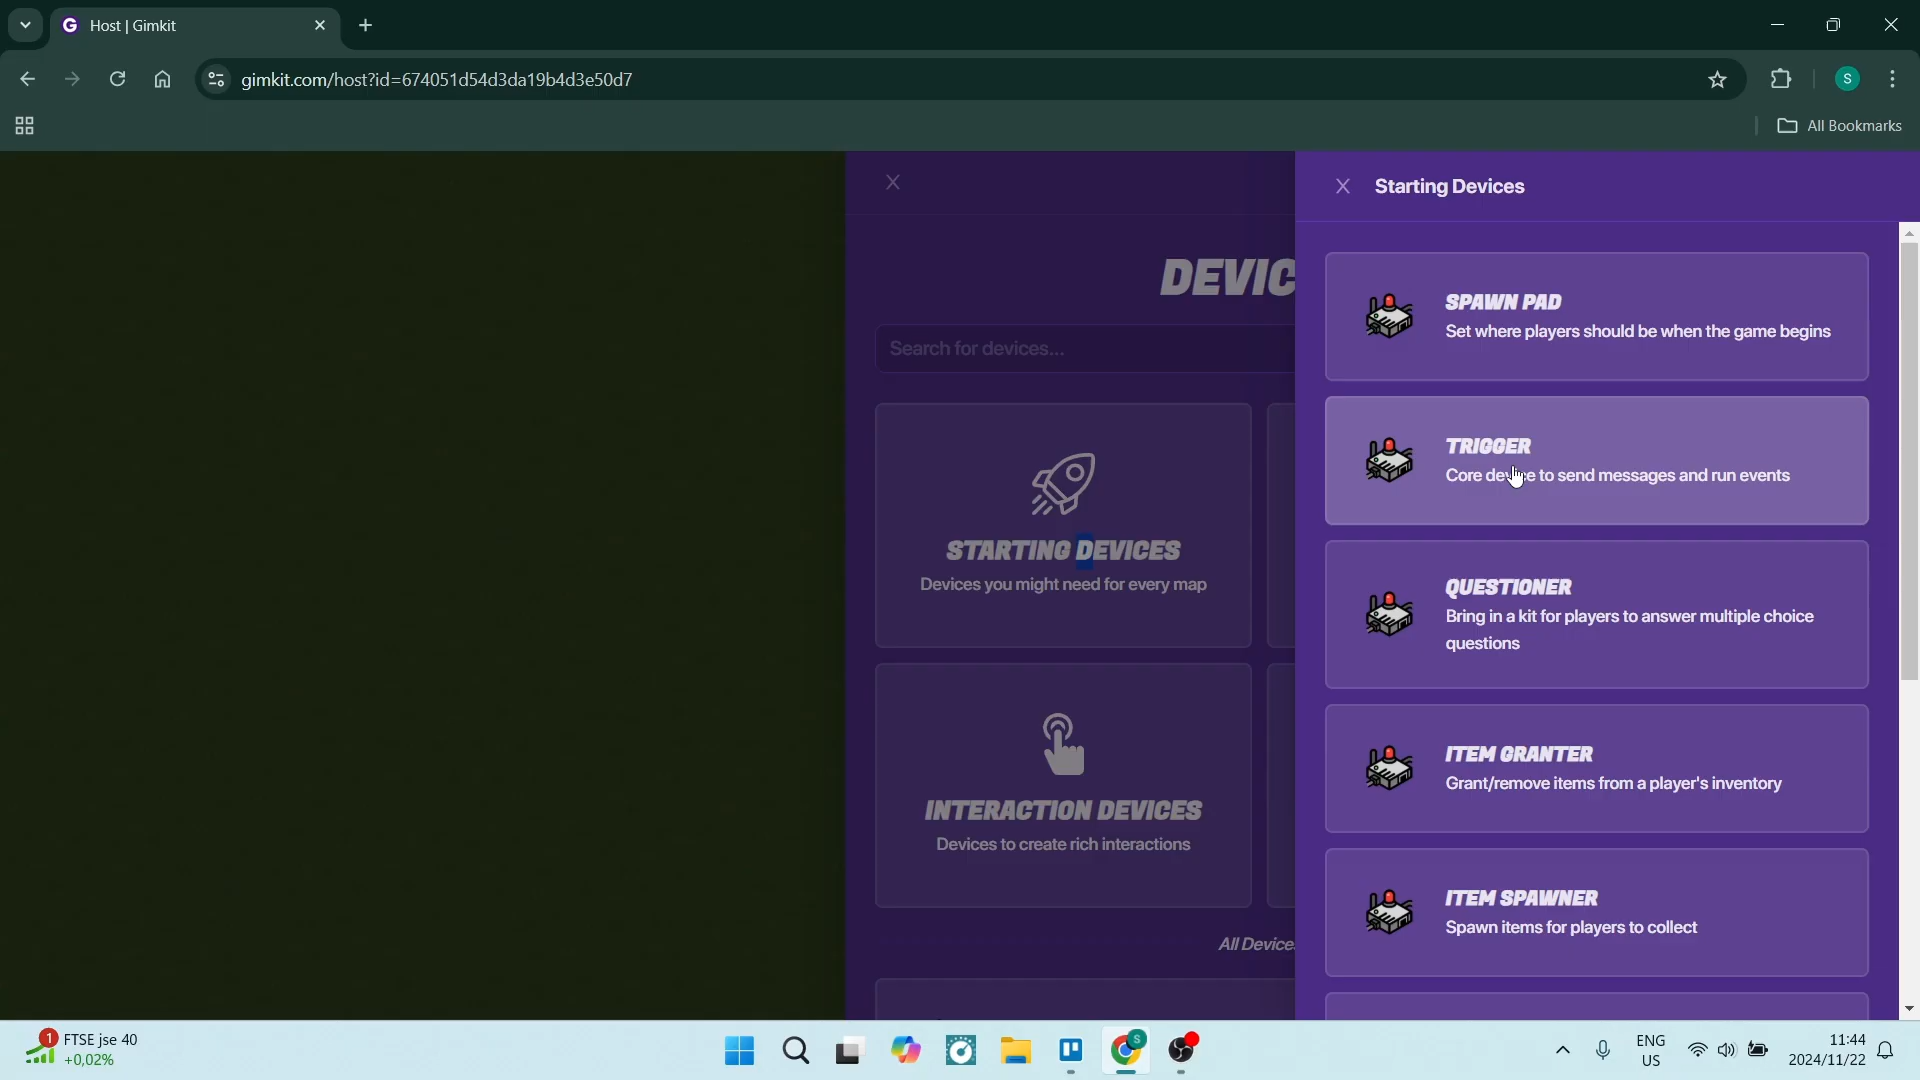 G Host | Gimkit
gimkit.com/host?id=674051d54d3da19b4d3e50d7
S
All Bookmarks
DEVIC
Search for devices...
STARTING DEVICES
Devices you might need for every map
INTERACTION DEVICES
Devices to create rich interactions
All Device
Starting Devices
SPAWN PAD
Set where players should be when the game begins
TRIGGER
Core device to send messages and run events
QUESTIONER
Bring in a kit for players to answer multiple choice
questions
ITEM GRANTER
Grant/remove items from a player's inventory
ITEM SPAWNER
Spawn items for players to collect
1
FTSE jse 40
+0,02%
S
ENG
US
11:44
2024/11/22